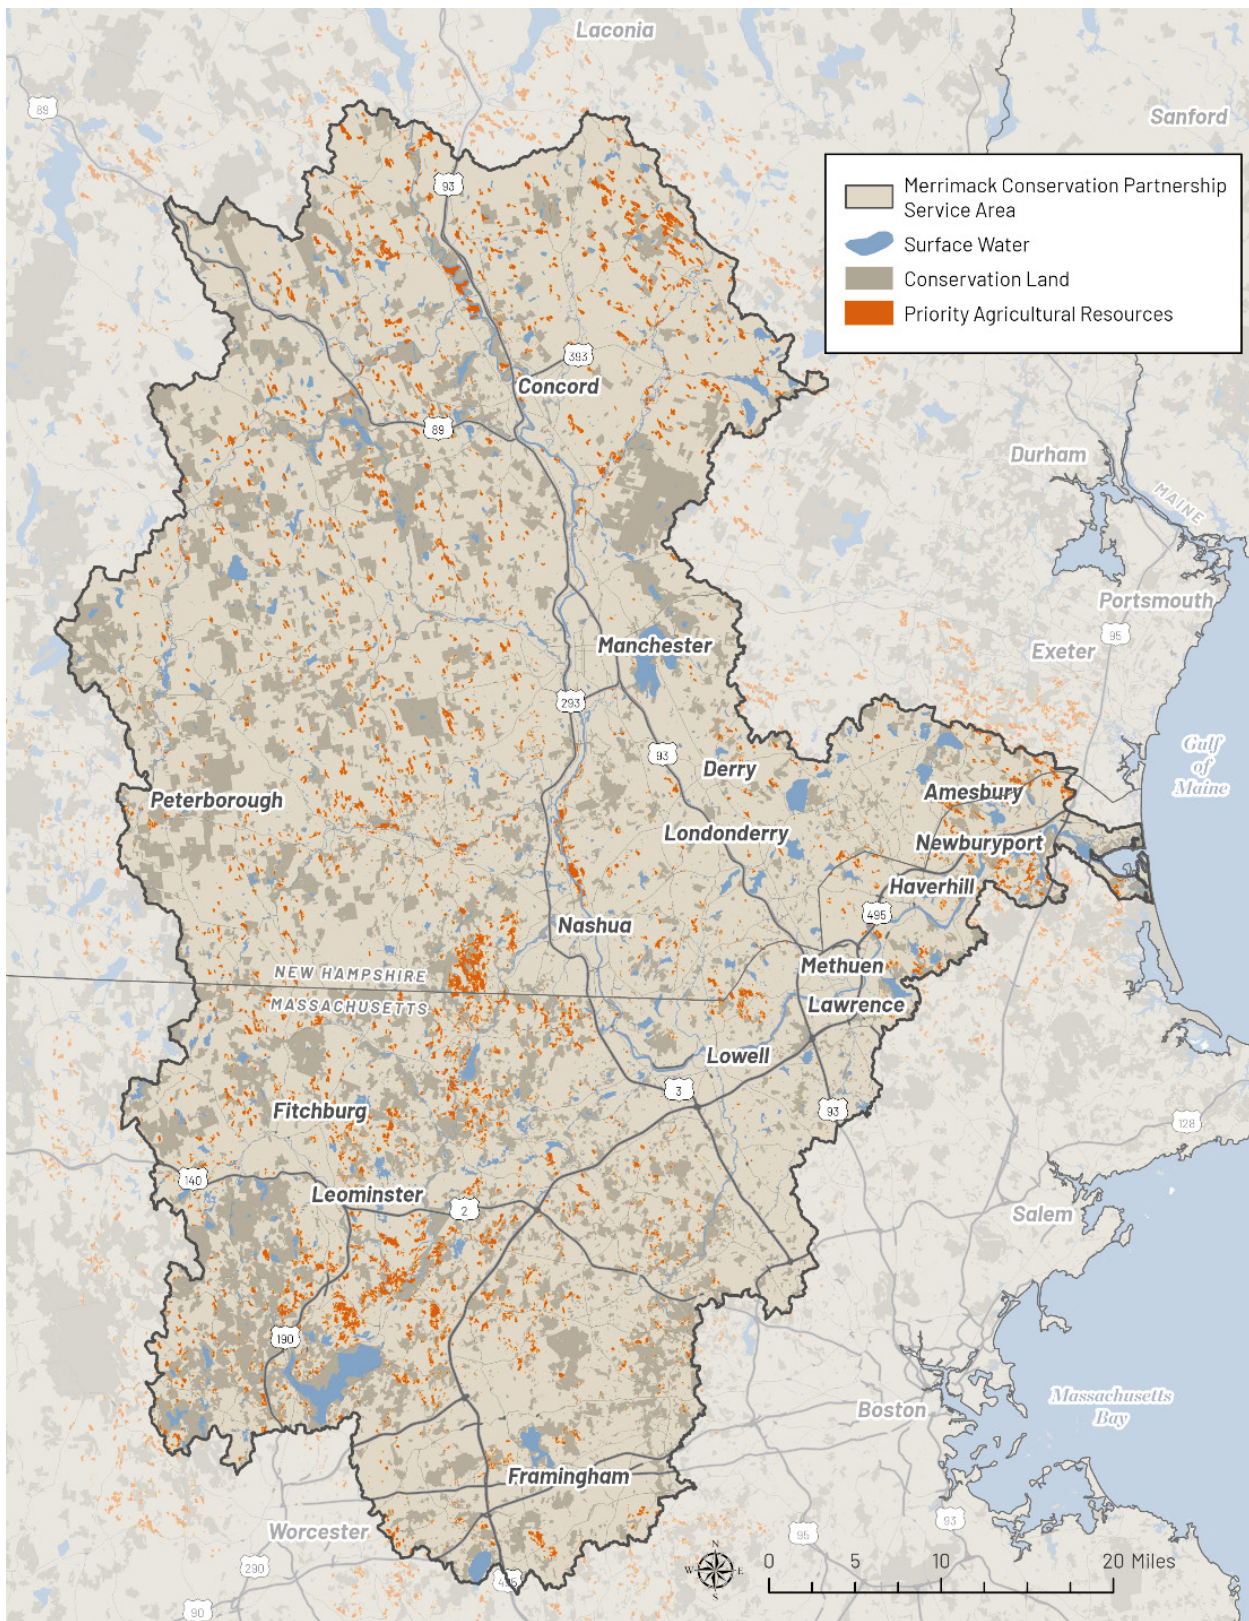 Laconia
89
Sanford
93
Merrimack Conservation Partnership
Service Area
Surface Water
Conservation Land
Priority Agricultural Resources
393
Concord
89
Durham
MAINE
Portsmouth
95
Exeter
Manchester
293
93
Gulf
of
Maine
Derry
Amesbury
Peterborough
Londonderry
Newburyport
Haverhill
495
Nashua
Methuen
NEW HAMPSHIRE
MASSACHUSETTS
Lawrence
Lowell
3
Fitchburg
93
128
140
Leominster
2
Salem
190
Massachusetts
Bay
Boston
Framingham
Worcester
95
93
N
W
E
S
0
5
10
20 Miles
290
495
90